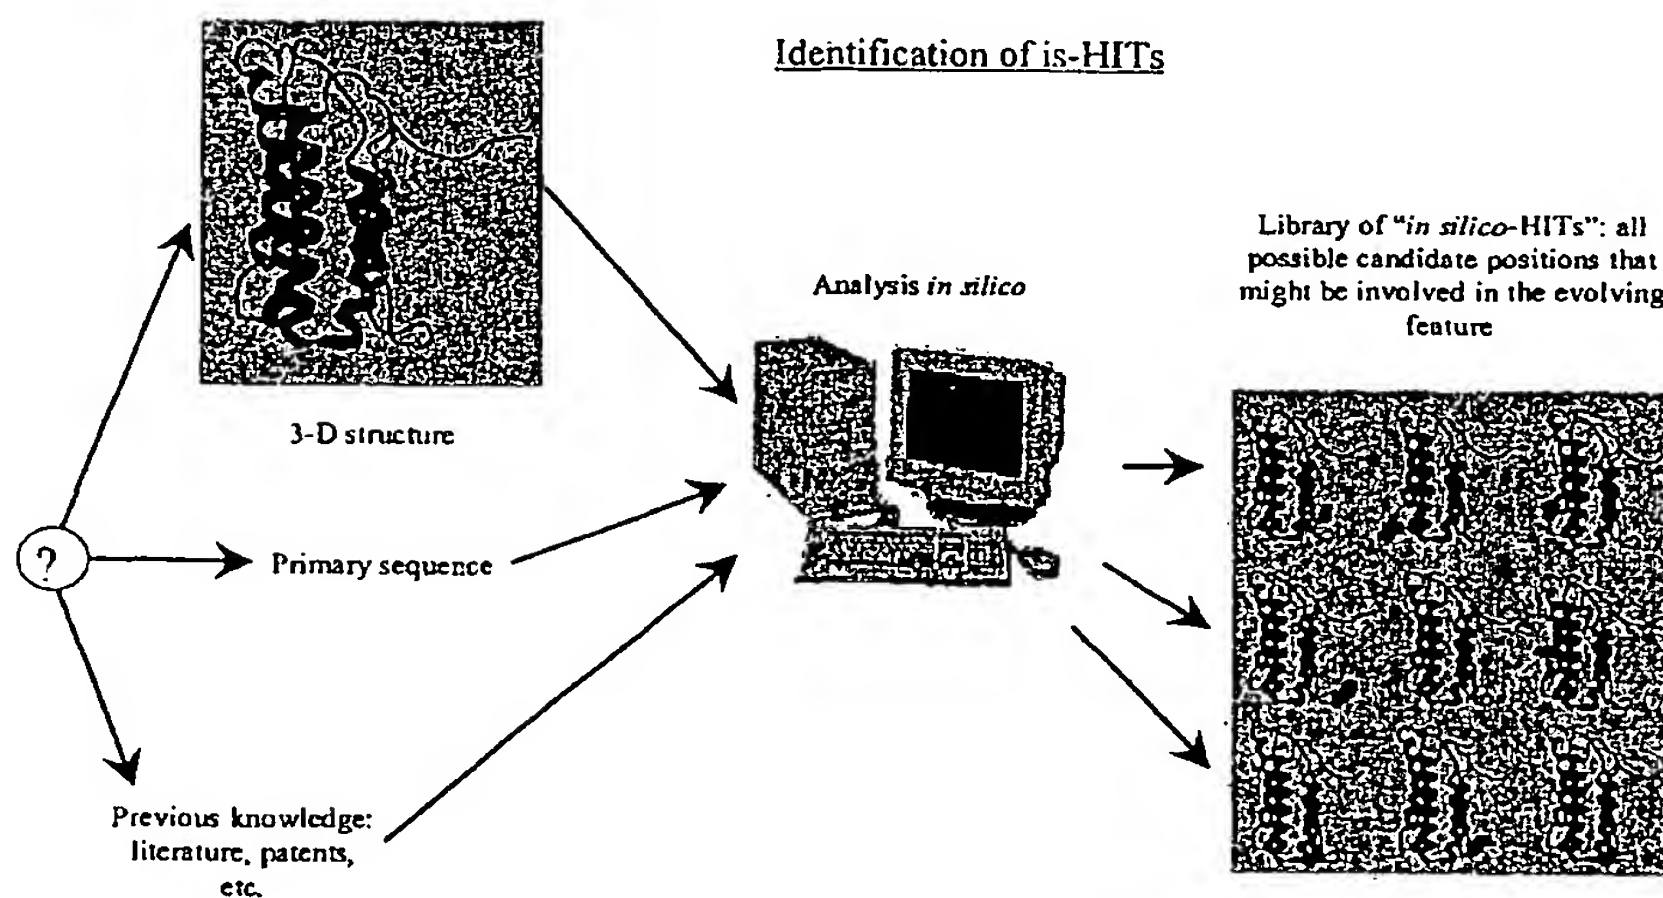 Identification of is-HITs
Library of "in silico-HITs": all
possible candidate positions that
might be involved in the evolving
feature
Analysis in silico
3-D structure
?
Primary sequence
Previous knowledge:
literature, patents,
etc.